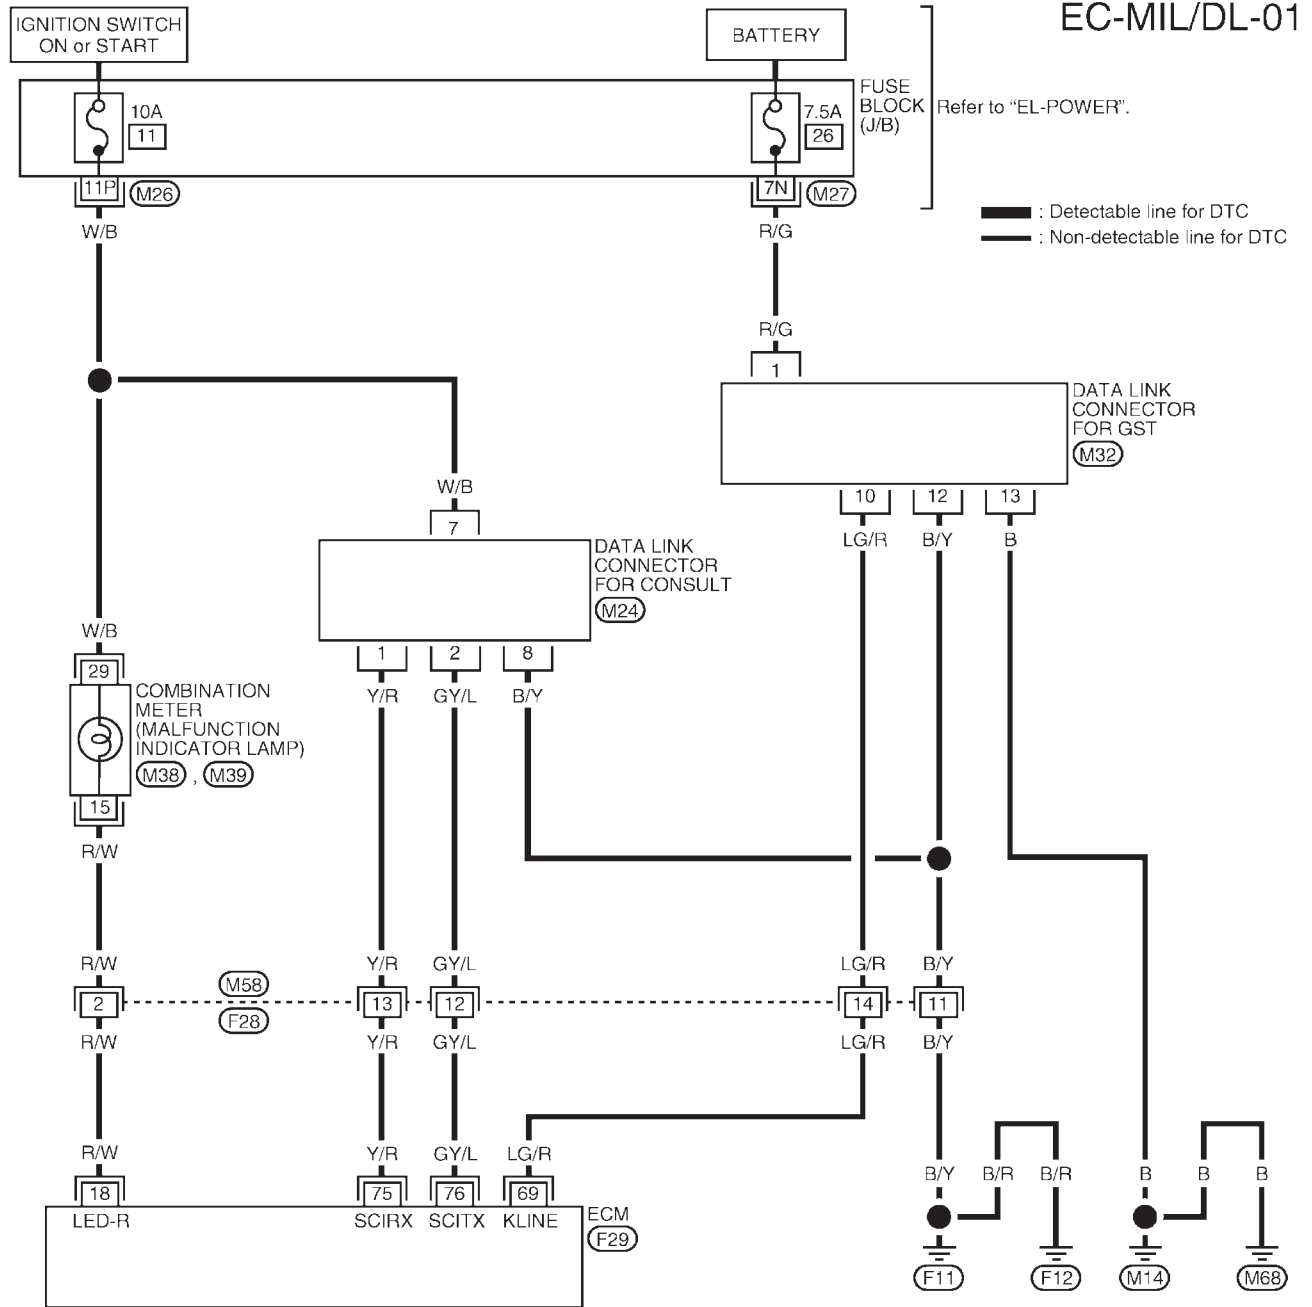 EC-MIL/DL-01
IGNITION SWITCH
ON or START
BATTERY
10A
11
7.5A
26
FUSE
BLOCK
(J/B)
Refer to “EL-POWER”.
11P
M26
7N
M27
: Detectable line for DTC
: Non-detectable line for DTC
W/B
R/G
R/G
1
DATA LINK
CONNECTOR
FOR GST
M32
10
12
13
LG/R
B/Y
B
W/B
7
DATA LINK
CONNECTOR
FOR CONSULT
M24
1
2
8
Y/R
GY/L
B/Y
W/B
29
COMBINATION
METER
(MALFUNCTION
INDICATOR LAMP)
M38 , M39
15
R/W
R/W
Y/R
GY/L
LG/R
B/Y
2
M58
F28
13
12
14
11
R/W
Y/R
GY/L
LG/R
B/Y
R/W
Y/R
GY/L
LG/R
B/Y
B/R
B/R
B
B
B
18
75
76
69
LED-R
SCIRX
SCITX
KLINE
ECM
F29
F11
F12
M14
M68